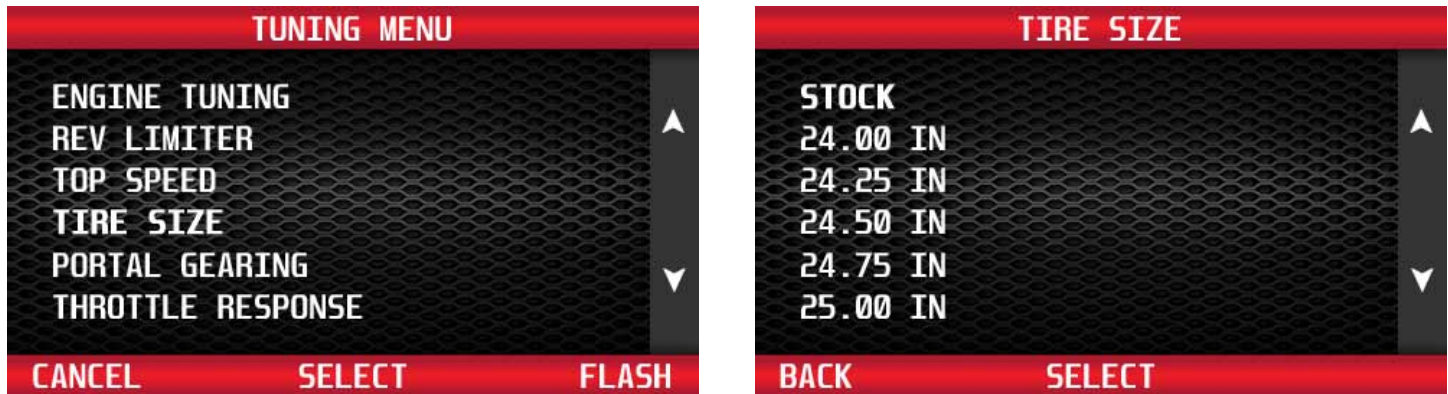 TUNING MENU
ENGINE TUNING
REV LIMITER
TOP SPEED
TIRE SIZE
PORTAL GEARING
THROTTLE RESPONSE
CANCEL SELECT FLASH
TIRE SIZE
STOCK
24.00 IN
24.25 IN
24.50 IN
24.75 IN
25.00 IN
BACK SELECT